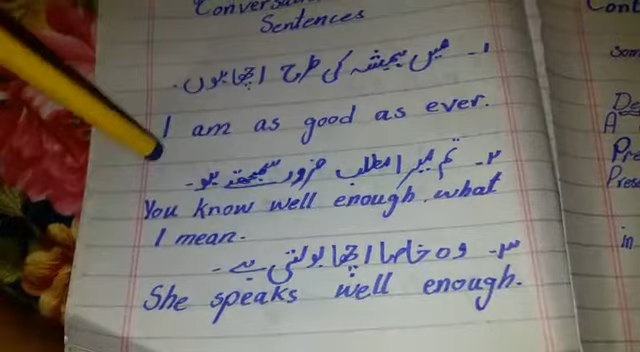 Sentences
۱۔ میں ہمیشہ کی طرح اچھا ہوں۔
I am as good as ever.
۲۔ تم میرا مطلب ضرور سمجھتے ہو۔
You know well enough what
I mean.
۳۔ وہ خاصا اچھا بولتی ہے۔
She speaks well enough.
in